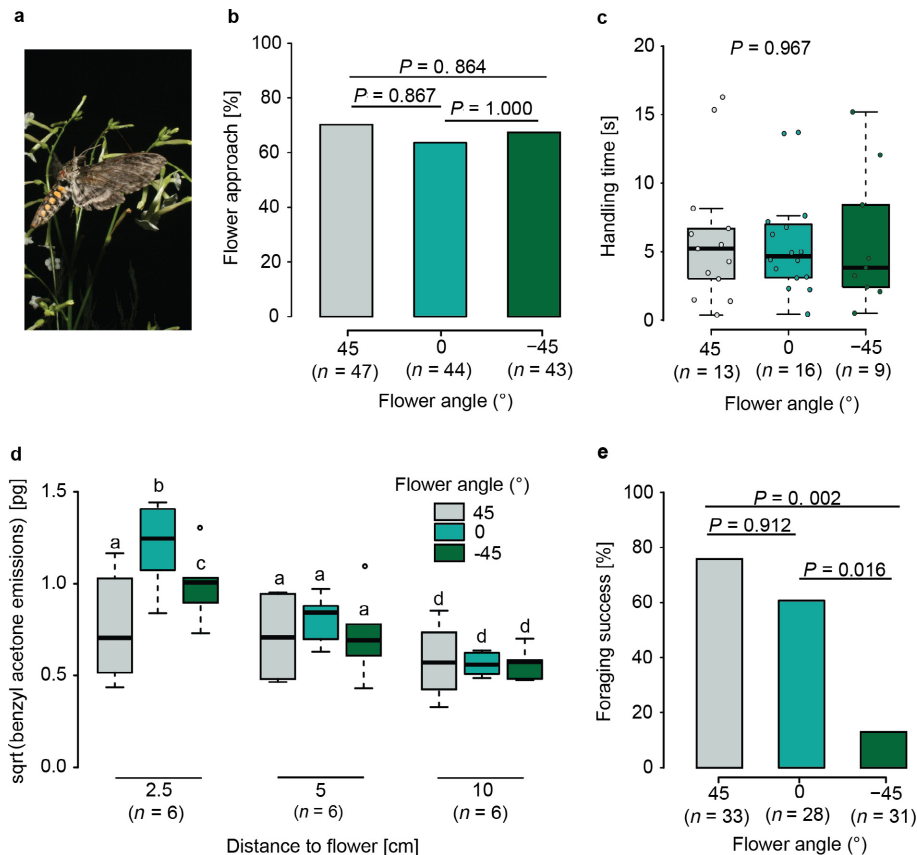 a
b
Flower approach [%]
100
80
60
40
20
0
P = 0. 864
P = 0.867
P = 1.000
45
0
−45
(n = 47)
(n = 44)
(n = 43)
Flower angle (°)
c
Handling time [s]
20
15
10
5
0
P = 0.967
45
0
−45
(n = 13)
(n = 16)
(n = 9)
Flower angle (°)
d
sqrt(benzyl acetone emissions) [pg]
1.5
1.0
0.5
0.0
Flower angle (°)
45
0
-45
a
b
c
a
a
a
d
d
d
2.5
5
10
(n = 6)
(n = 6)
(n = 6)
Distance to flower [cm]
e
Foraging success [%]
100
80
60
40
20
0
P = 0. 002
P = 0.912
P = 0.016
45
0
−45
(n = 33)
(n = 28)
(n = 31)
Flower angle (°)